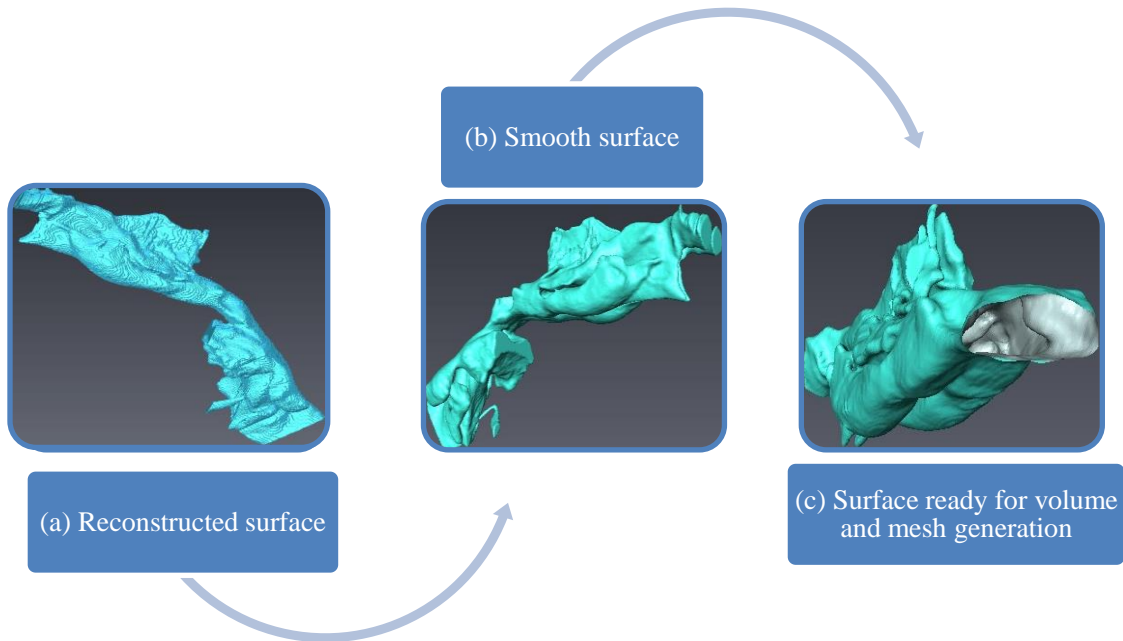 (a) Reconstructed surface
(b) Smooth surface
(c) Surface ready for volume
and mesh generation